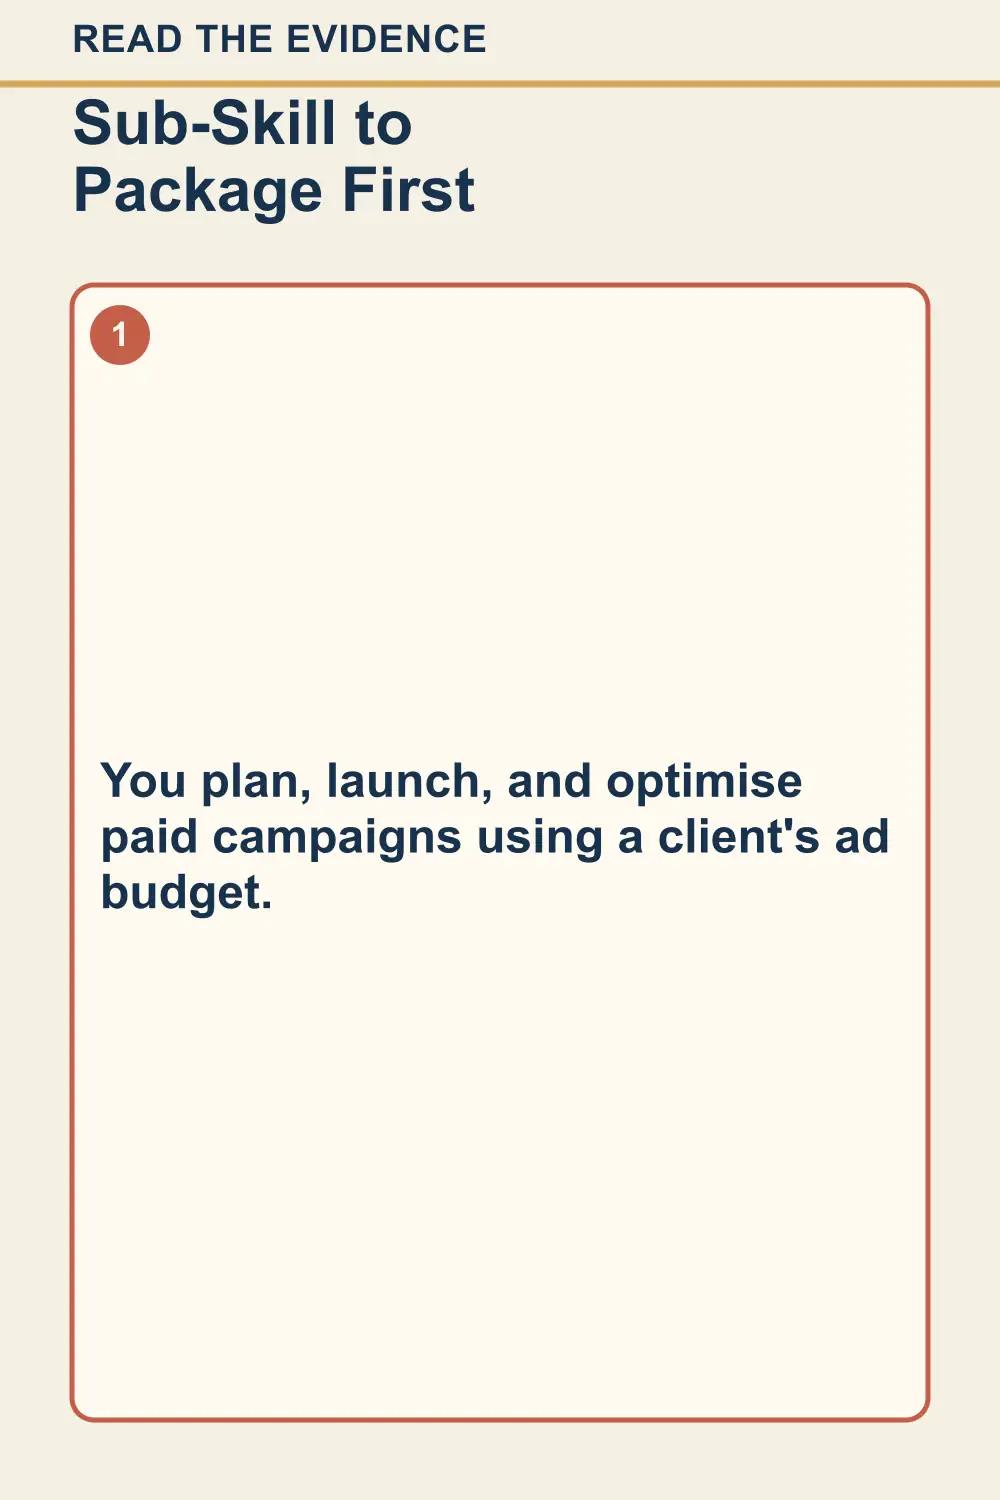 READ THE EVIDENCE
Sub-Skill to
Package First
1
You plan, launch, and optimise
paid campaigns using a client's ad
budget.